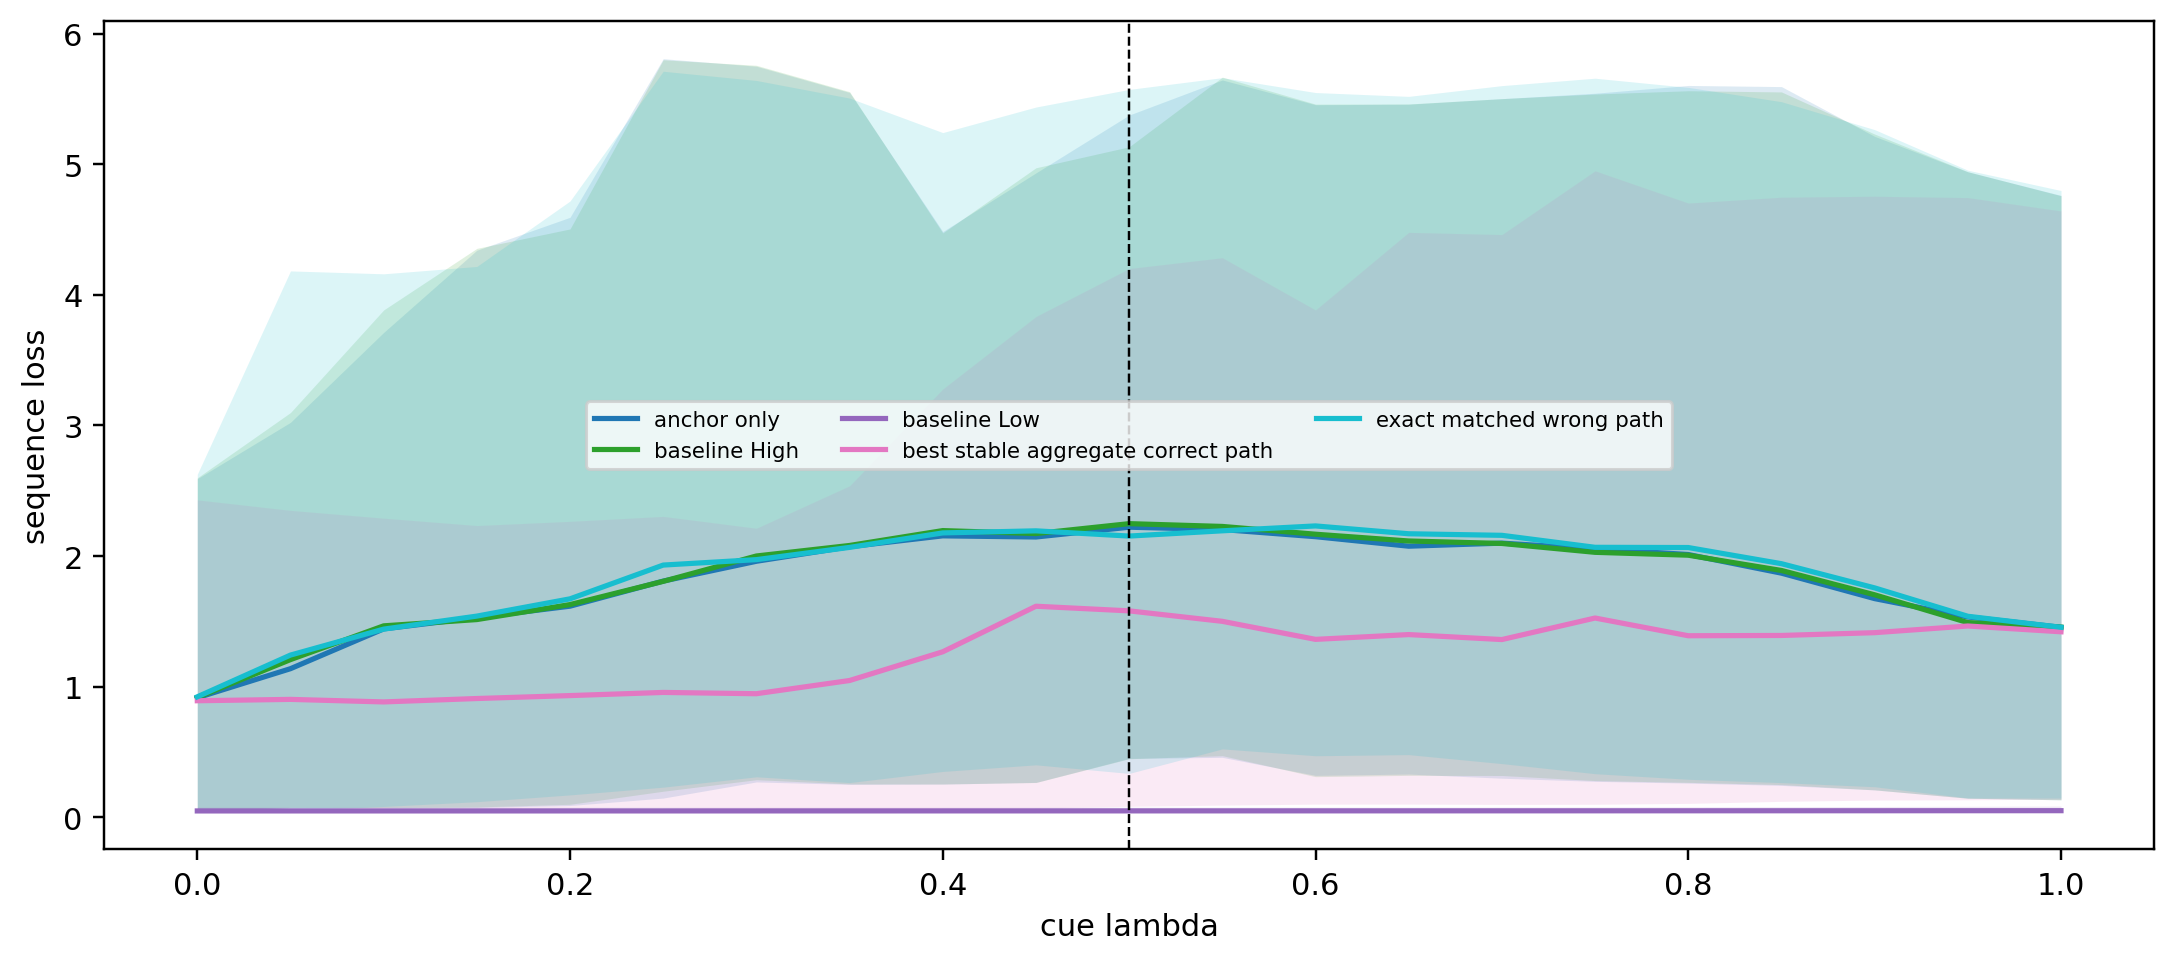 6
5
4
3
2
1
0
sequence loss
anchor only
baseline High
baseline Low
best stable aggregate correct path
exact matched wrong path
0.0 0.2 0.4 0.6 0.8 1.0
cue lambda